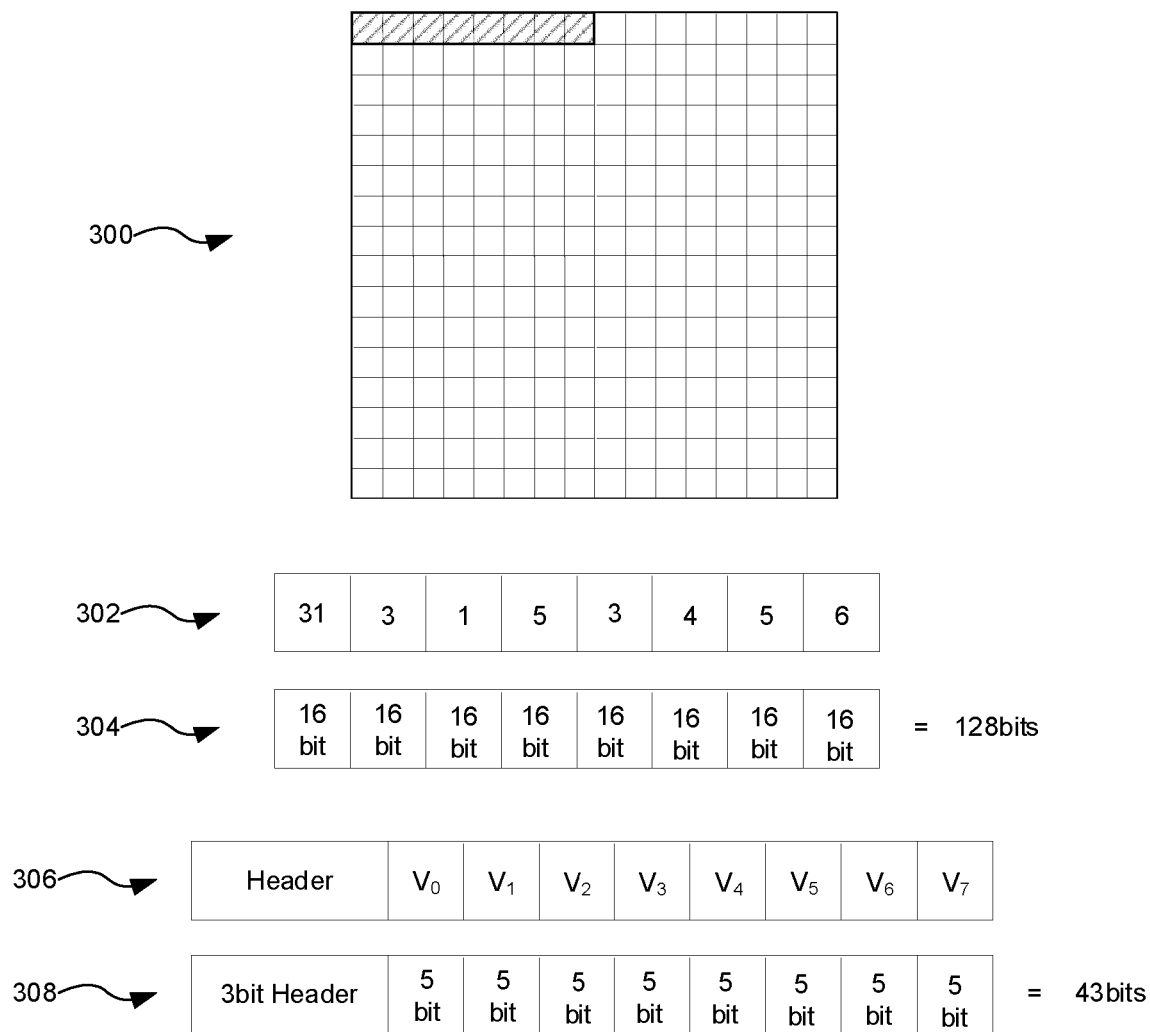 300
302 31 3 1 5 3 4 5 6
304 16 bit 16 bit 16 bit 16 bit 16 bit 16 bit 16 bit 16 bit = 128bits
306 Header V₀ V₁ V₂ V₃ V₄ V₅ V₆ V₇
308 3bit Header 5 bit 5 bit 5 bit 5 bit 5 bit 5 bit 5 bit 5 bit = 43bits